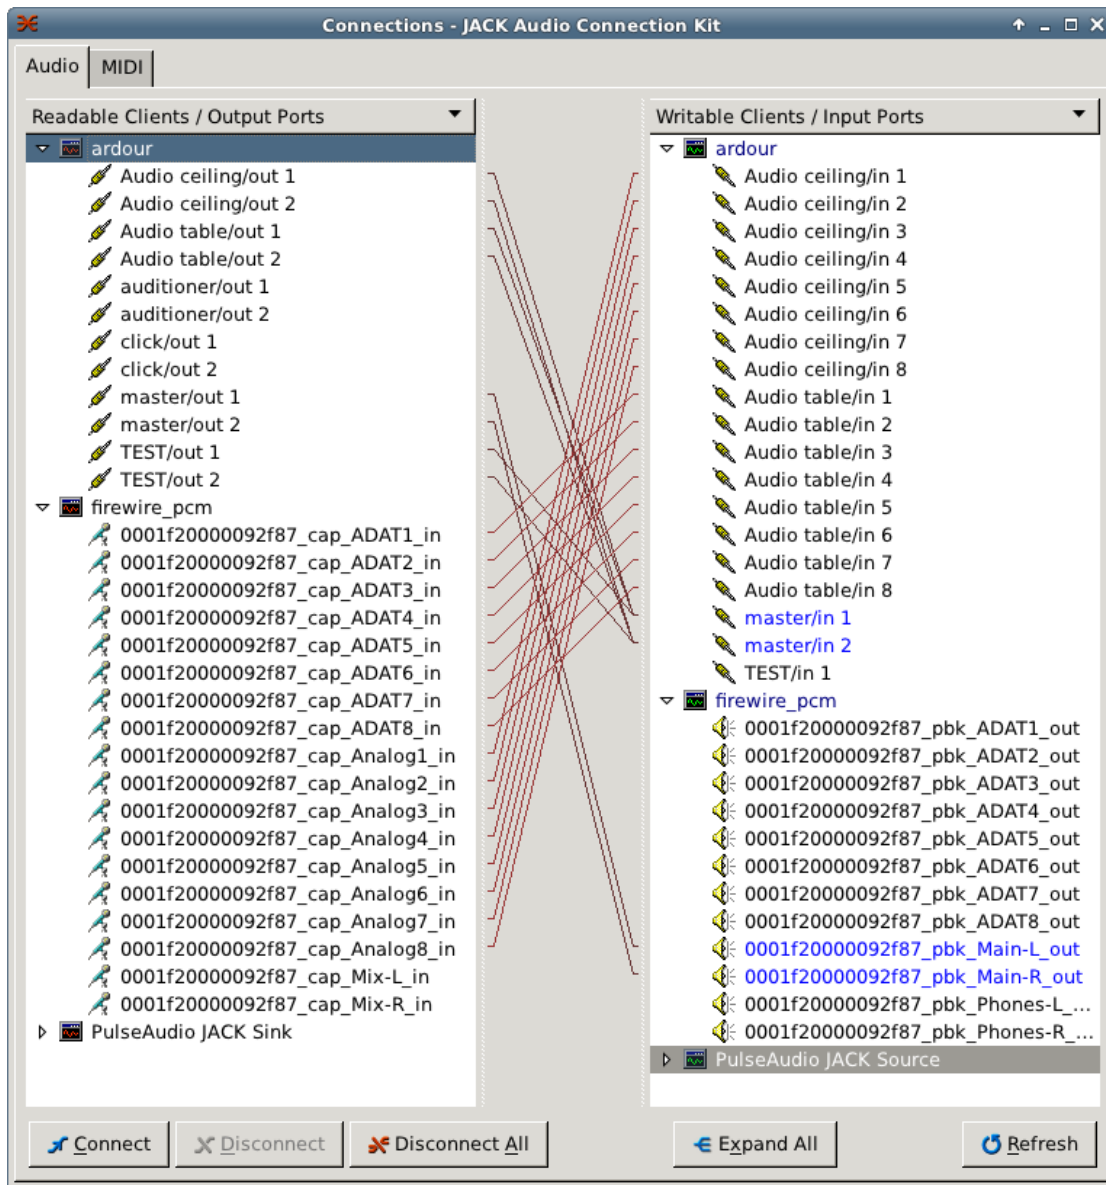 Connections - JACK Audio Connection Kit
Audio
MIDI
Readable Clients / Output Ports
ardour
Audio ceiling/out 1
Audio ceiling/out 2
Audio table/out 1
Audio table/out 2
auditioner/out 1
auditioner/out 2
click/out 1
click/out 2
master/out 1
master/out 2
TEST/out 1
TEST/out 2
firewire_pcm
0001f20000092f87_cap_ADAT1_in
0001f20000092f87_cap_ADAT2_in
0001f20000092f87_cap_ADAT3_in
0001f20000092f87_cap_ADAT4_in
0001f20000092f87_cap_ADAT5_in
0001f20000092f87_cap_ADAT6_in
0001f20000092f87_cap_ADAT7_in
0001f20000092f87_cap_ADAT8_in
0001f20000092f87_cap_Analog1_in
0001f20000092f87_cap_Analog2_in
0001f20000092f87_cap_Analog3_in
0001f20000092f87_cap_Analog4_in
0001f20000092f87_cap_Analog5_in
0001f20000092f87_cap_Analog6_in
0001f20000092f87_cap_Analog7_in
0001f20000092f87_cap_Analog8_in
0001f20000092f87_cap_Mix-L_in
0001f20000092f87_cap_Mix-R_in
PulseAudio JACK Sink
Writable Clients / Input Ports
ardour
Audio ceiling/in 1
Audio ceiling/in 2
Audio ceiling/in 3
Audio ceiling/in 4
Audio ceiling/in 5
Audio ceiling/in 6
Audio ceiling/in 7
Audio ceiling/in 8
Audio table/in 1
Audio table/in 2
Audio table/in 3
Audio table/in 4
Audio table/in 5
Audio table/in 6
Audio table/in 7
Audio table/in 8
master/in 1
master/in 2
TEST/in 1
firewire_pcm
0001f20000092f87_pbk_ADAT1_out
0001f20000092f87_pbk_ADAT2_out
0001f20000092f87_pbk_ADAT3_out
0001f20000092f87_pbk_ADAT4_out
0001f20000092f87_pbk_ADAT5_out
0001f20000092f87_pbk_ADAT6_out
0001f20000092f87_pbk_ADAT7_out
0001f20000092f87_pbk_ADAT8_out
0001f20000092f87_pbk_Main-L_out
0001f20000092f87_pbk_Main-R_out
0001f20000092f87_pbk_Phones-L_...
0001f20000092f87_pbk_Phones-R_...
PulseAudio JACK Source
Connect
Disconnect
Disconnect All
Expand All
Refresh